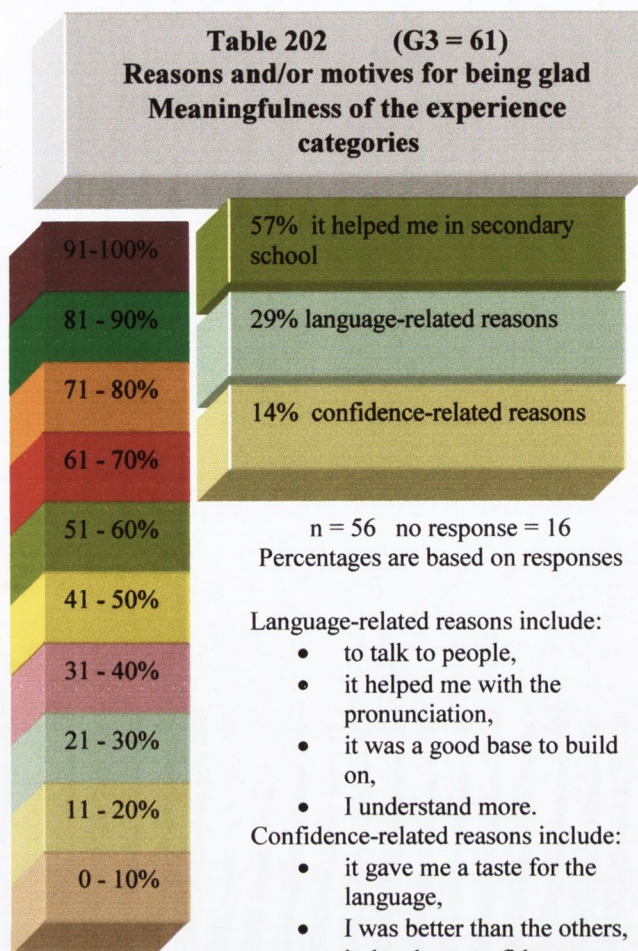 Table 202 (G3 = 61)
Reasons and/or motives for being glad
Meaningfulness of the experience
categories
91-100%
81 - 90%
71 - 80%
61 - 70%
51 - 60%
41 - 50%
31 - 40%
21 - 30%
11 - 20%
0 - 10%
57% it helped me in secondary
school
29% language-related reasons
14% confidence-related reasons
n = 56 no response = 16
Percentages are based on responses
Language-related reasons include:
• to talk to people,
• it helped me with the
pronunciation,
• it was a good base to build
on,
• I understand more.
Confidence-related reasons include:
• it gave me a taste for the
language,
• I was better than the others,